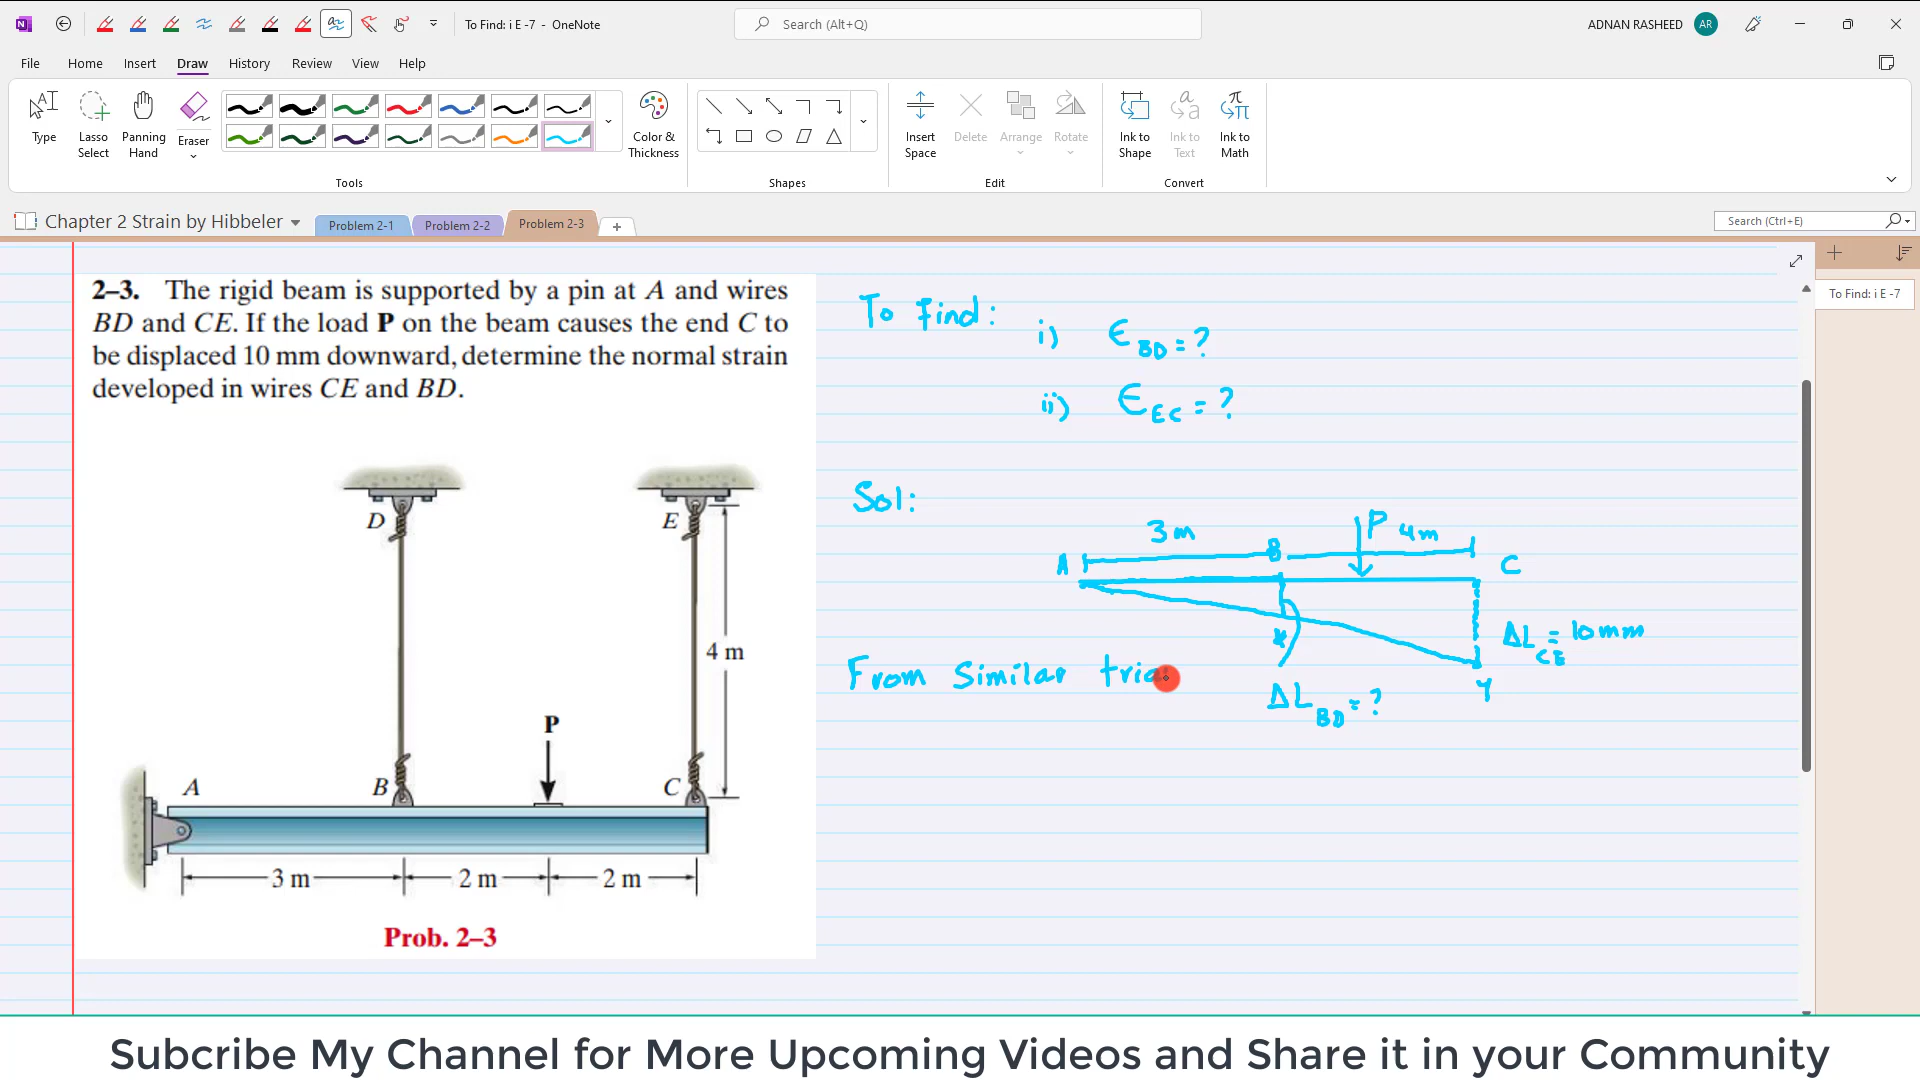 To Find: i E -7 - OneNote
Search (Alt+Q)
ADNAN RASHEED
AR
File Home Insert Draw History Review View Help
Type
Lasso Select
Panning Hand
Eraser
Color & Thickness
Insert Space
Delete
Arrange
Rotate
Ink to Shape
Ink to Text
Ink to Math
Tools
Shapes
Edit
Convert
Chapter 2 Strain by Hibbeler
Problem 2-1
Problem 2-2
Problem 2-3
Search (Ctrl+E)
To Find: i E -7
2–3. The rigid beam is supported by a pin at A and wires
BD and CE. If the load P on the beam causes the end C to
be displaced 10 mm downward, determine the normal strain
developed in wires CE and BD.
D
E
4 m
P
A
B
C
3 m
2 m
2 m
Prob. 2–3
To Find:
i) ϵBD = ?
ii) ϵEC = ?
Sol:
3m
B
P
4m
A
C
ΔLCE = 10mm
Y
From Similar tria
ΔLBD = ?
Subcribe My Channel for More Upcoming Videos and Share it in your Community